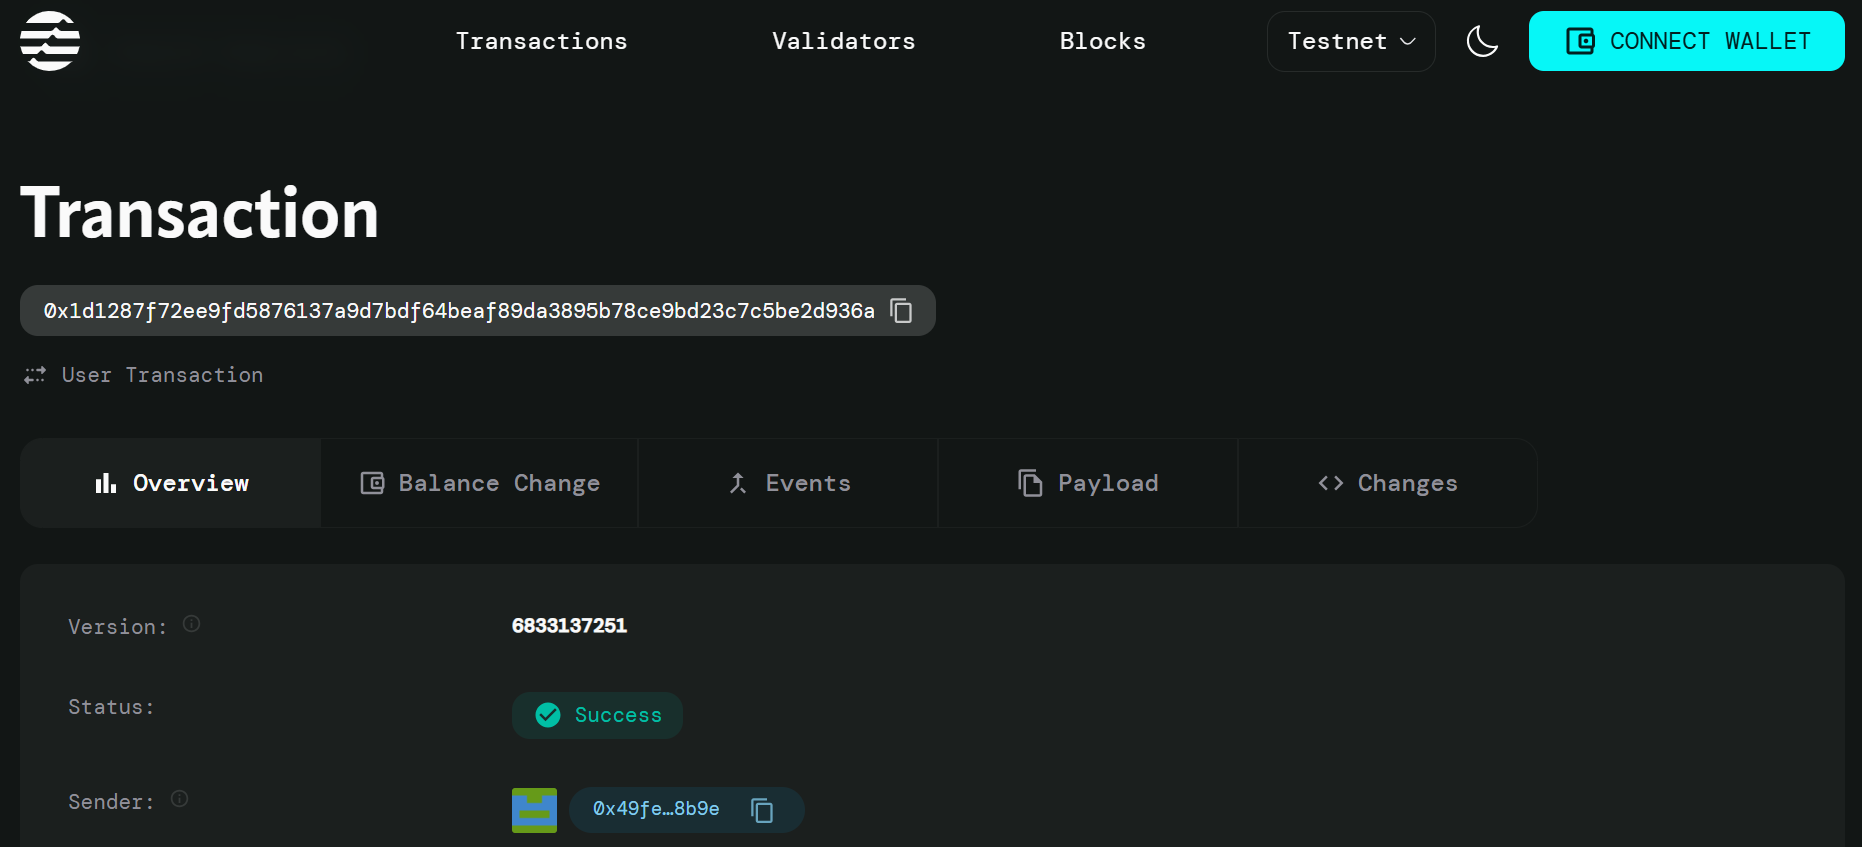 Transactions Validators Blocks Testnet CONNECT WALLET
Transaction
0x1d1287f72ee9fd5876137a9d7bdf64beaf89da3895b78ce9bd23c7c5be2d936a
User Transaction
Overview Balance Change Events Payload Changes
Version: 6833137251
Status: Success
Sender: 0x49fe…8b9e